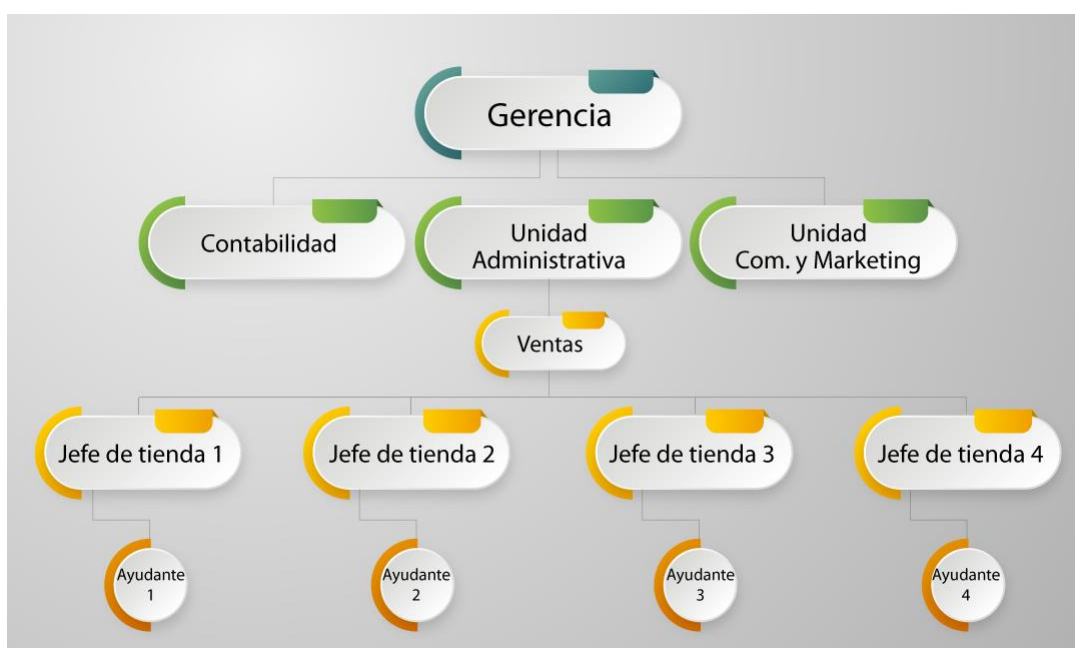 Gerencia
Contabilidad
Unidad
Administrativa
Unidad
Com. y Marketing
Ventas
Jefe de tienda 1
Jefe de tienda 2
Jefe de tienda 3
Jefe de tienda 4
Ayudante
1
Ayudante
2
Ayudante
3
Ayudante
4